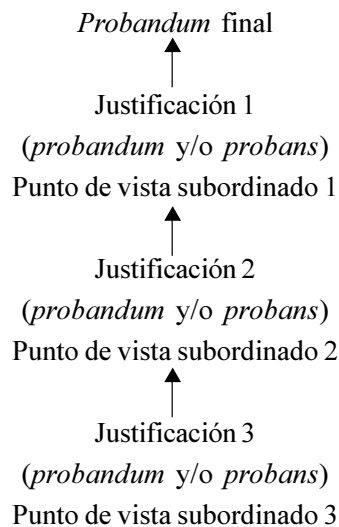 Probandum final
Justificación 1
(probandum y/o probans)
Punto de vista subordinado 1
Justificación 2
(probandum y/o probans)
Punto de vista subordinado 2
Justificación 3
(probandum y/o probans)
Punto de vista subordinado 3